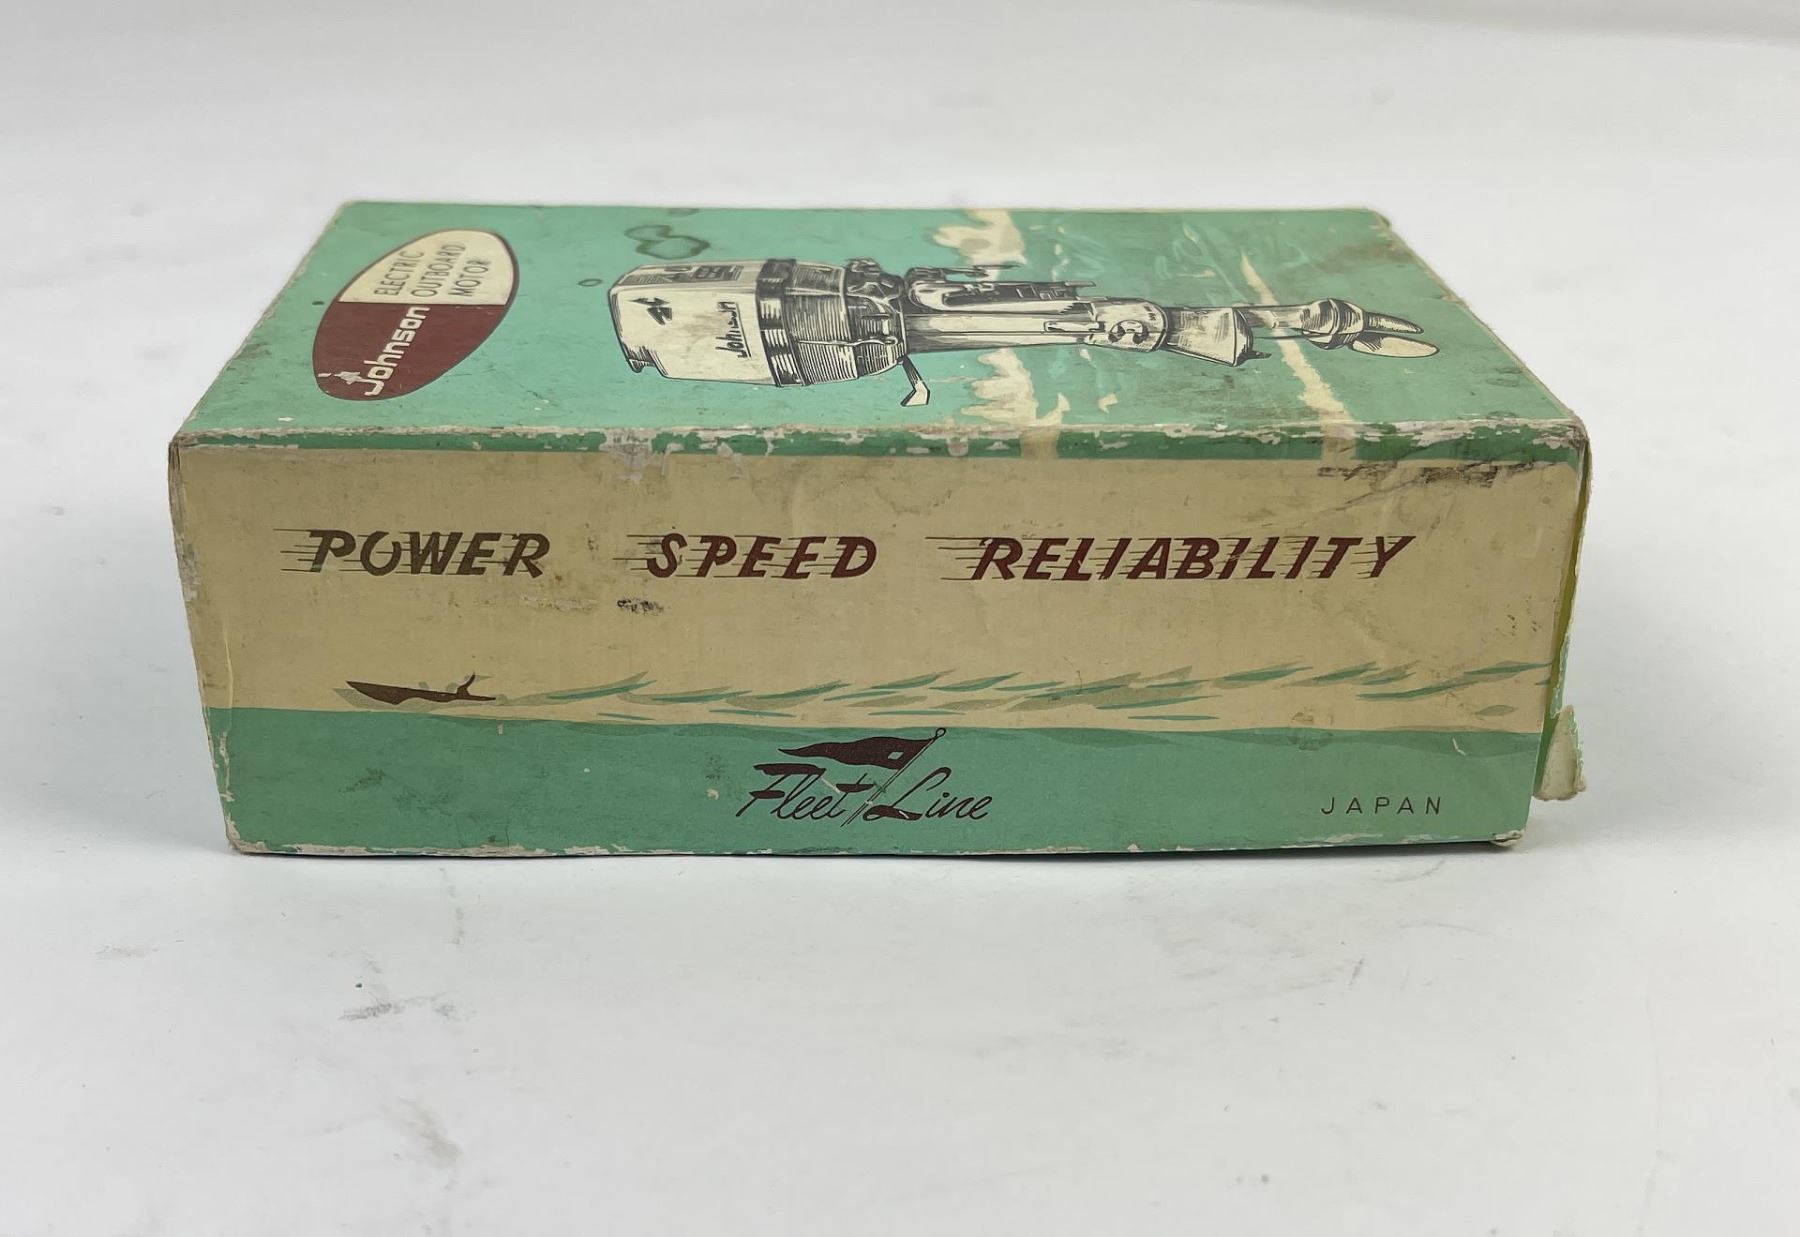 ELECTRIC
OUTBOARD
MOTOR
Johnson
Johnson
POWER SPEED RELIABILITY
Fleet Line
JAPAN